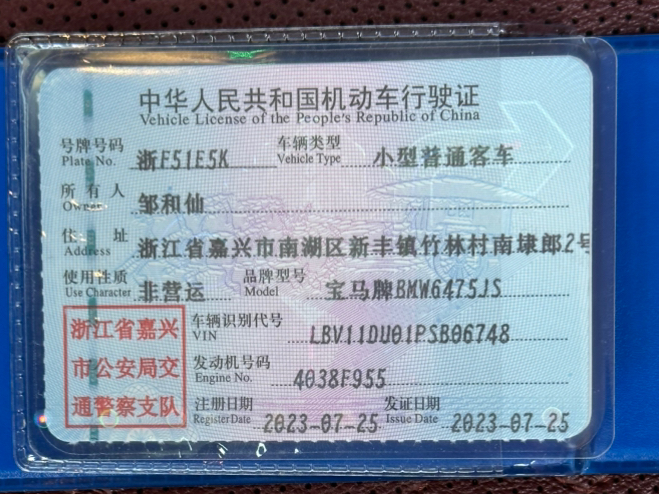 中华人民共和国机动车行驶证
Vehicle License of the People's Republic of China
号牌号码 浙F51E5K 车辆类型 小型普通客车
Plate No. Vehicle Type
所有人 邹和仙
Owner
住址 浙江省嘉兴市南湖区新丰镇竹林村南埭郎2号
Address
使用性质 非营运 品牌型号 宝马牌BMW6475JS
Use Character Model
浙江省嘉兴
市公安局交
通警察支队
车辆识别代号 LBV11DU01PSB06748
VIN
发动机号码 4038F955
Engine No.
注册日期 2023-07-25 发证日期 2023-07-25
Register Date Issue Date